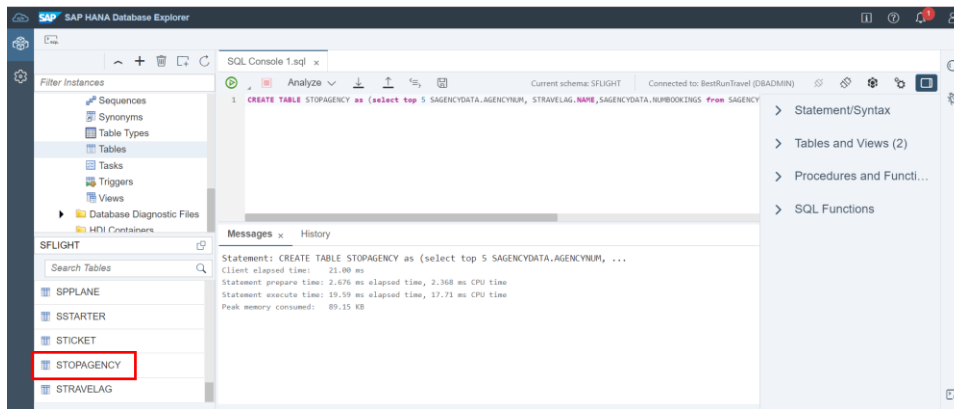 SAP SAP HANA Database Explorer
1
SQL Console 1.sql x
Filter Instances
Analyze
Current schema: SFLIGHT
Connected to: BestRunTravel (DBADMIN)
Sequences
Synonyms
Table Types
Tables
Tasks
Triggers
Views
Database Diagnostic Files
HDI Containers
1 CREATE TABLE STOPAGENCY as (select top 5 SAGENCYDATA.AGENCYNUM, STRAVELAG.NAME,SAGENCYDATA.NUMBOOKINGS from SAGENCY
Statement/Syntax
Tables and Views (2)
Procedures and Functi...
SQL Functions
SFLIGHT
Search Tables
SPPLANE
SSTARTER
STICKET
STOPAGENCY
STRAVELAG
Messages x History
Statement: CREATE TABLE STOPAGENCY as (select top 5 SAGENCYDATA.AGENCYNUM, ...
Client elapsed time: 21.00 ms
Statement prepare time: 2.676 ms elapsed time, 2.368 ms CPU time
Statement execute time: 19.59 ms elapsed time, 17.71 ms CPU time
Peak memory consumed: 89.15 KB